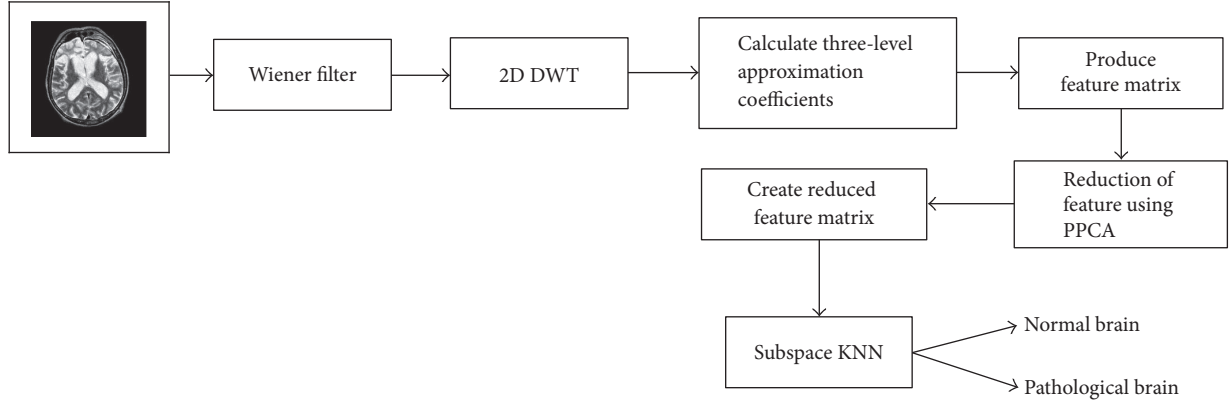 Wiener filter
2D DWT
Calculate three-level
approximation
coefficients
Produce
feature matrix
Reduction of
feature using
PPCA
Create reduced
feature matrix
Subspace KNN
Normal brain
Pathological brain